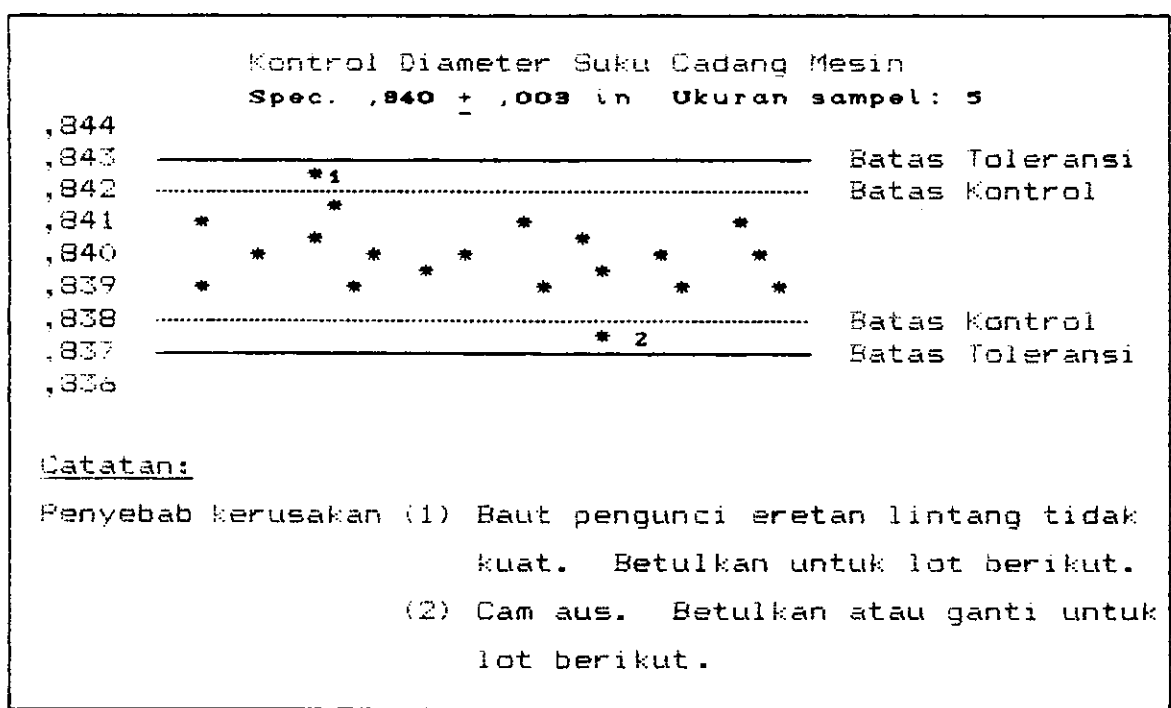 Kontrol Diameter Suku Cadang Mesin
Spec. ,840 ± ,003 in Ukuran sampel: 5
,844
,843 Batas Toleransi
* 1
,842 Batas Kontrol
*
,841 * * *
* *
,840 * * * * *
* *
,839 * * * * *
,838 Batas Kontrol
* 2
,837 Batas Toleransi
,836
Catatan:
Penyebab kerusakan (1) Baut pengunci eretan lintang tidak
kuat. Betulkan untuk lot berikut.
(2) Cam aus. Betulkan atau ganti untuk
lot berikut.